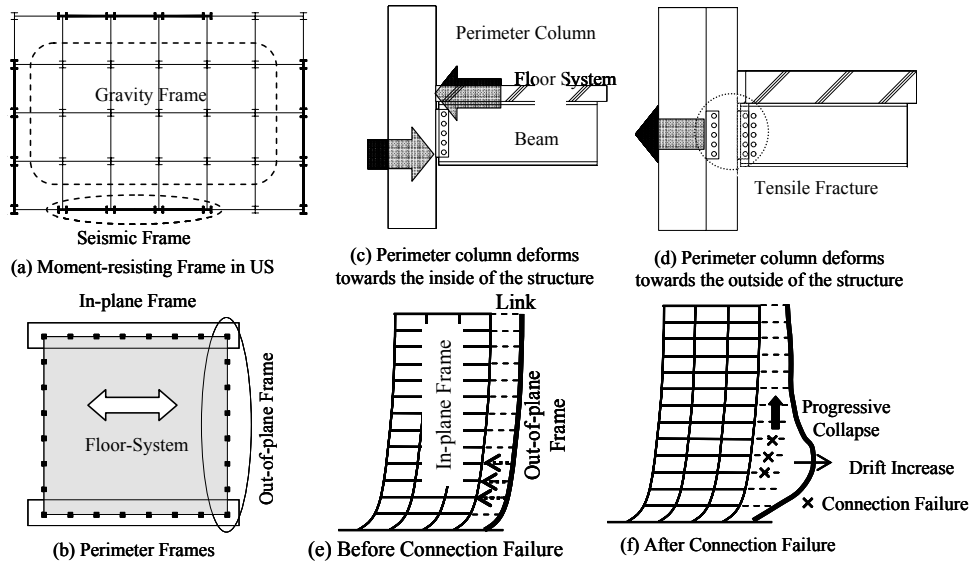 Gravity Frame
Seismic Frame
(a) Moment-resisting Frame in US
Perimeter Column
Floor System
Beam
(c) Perimeter column deforms
towards the inside of the structure
Tensile Fracture
(d) Perimeter column deforms
towards the outside of the structure
In-plane Frame
Floor-System
Out-of-plane Frame
(b) Perimeter Frames
Link
In-plane Frame
Out-of-plane
Frame
(e) Before Connection Failure
Progressive
Collapse
Drift Increase
Connection Failure
(f) After Connection Failure